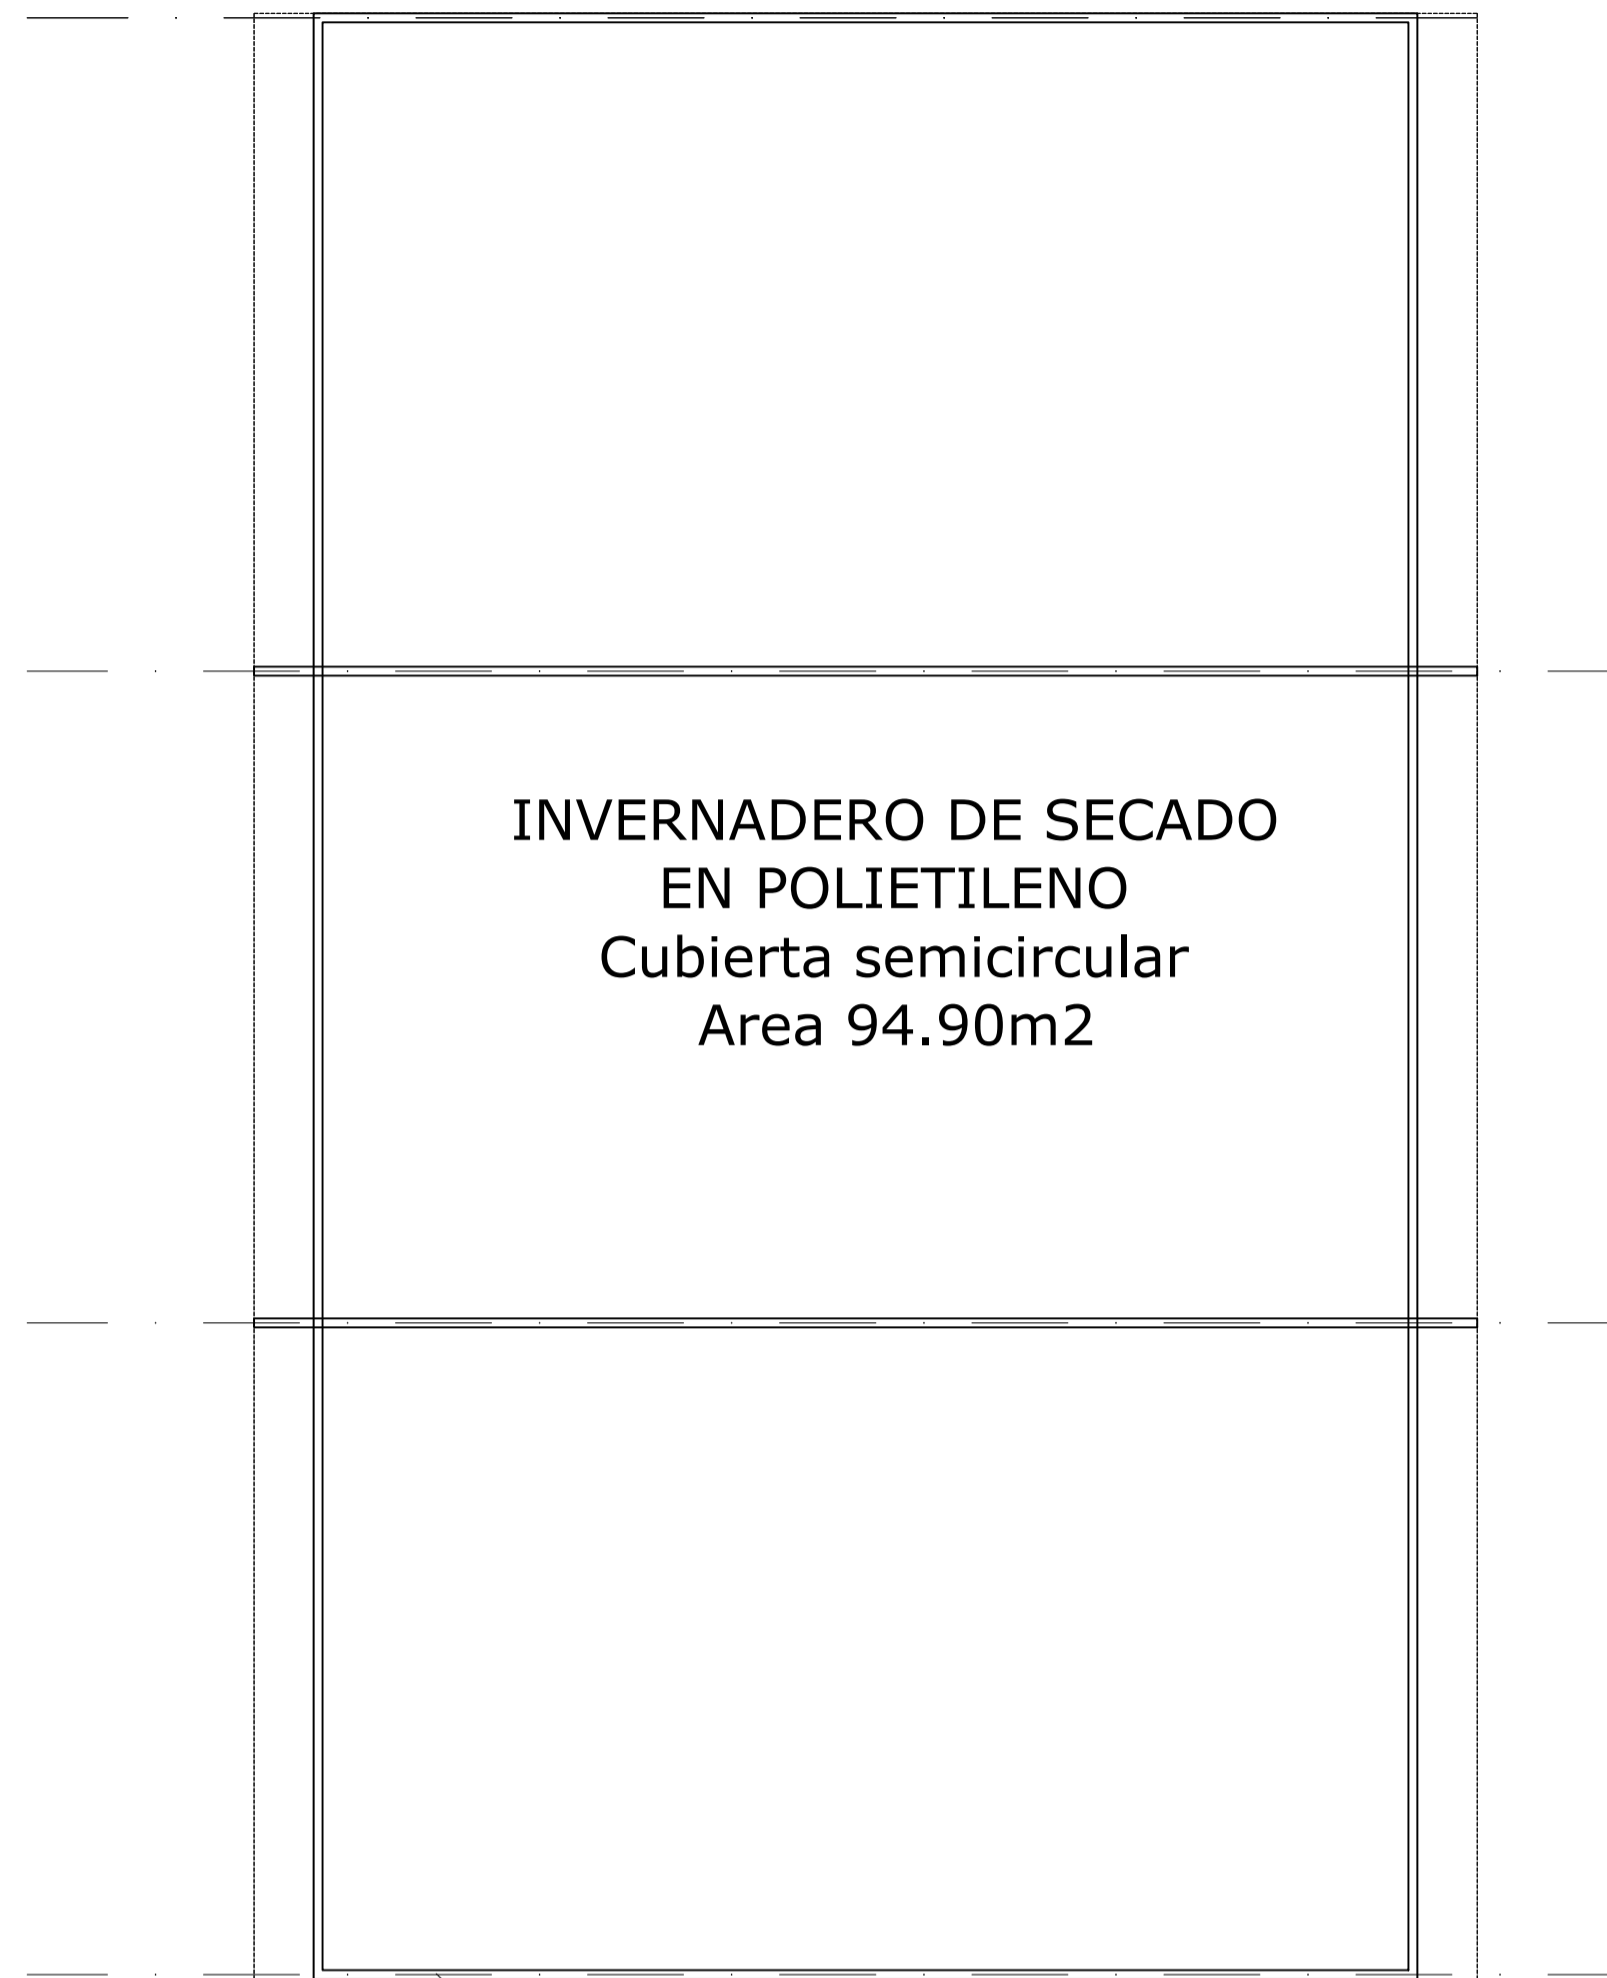 INVERNADERO DE SECADO
EN POLIETILENO
Cubierta semicircular
Area 94.90m2